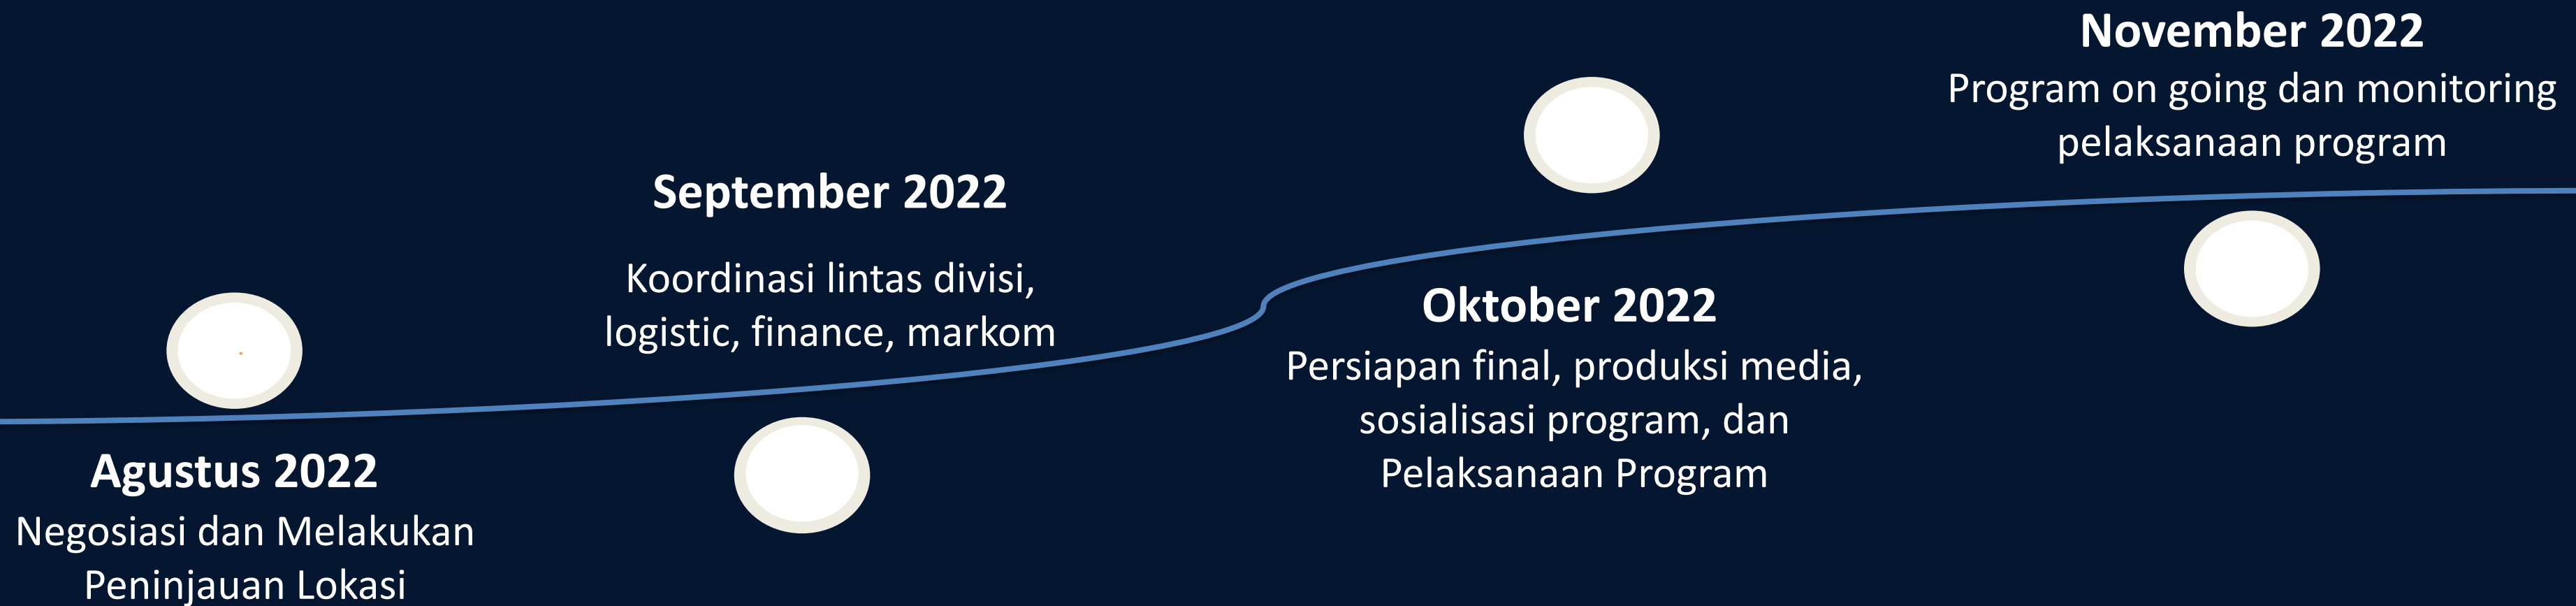 Agustus 2022
Negosiasi dan Melakukan
Peninjauan Lokasi
September 2022
Koordinasi lintas divisi,
logistic, finance, markom
Oktober 2022
Persiapan final, produksi media,
sosialisasi program, dan
Pelaksanaan Program
November 2022
Program on going dan monitoring
pelaksanaan program